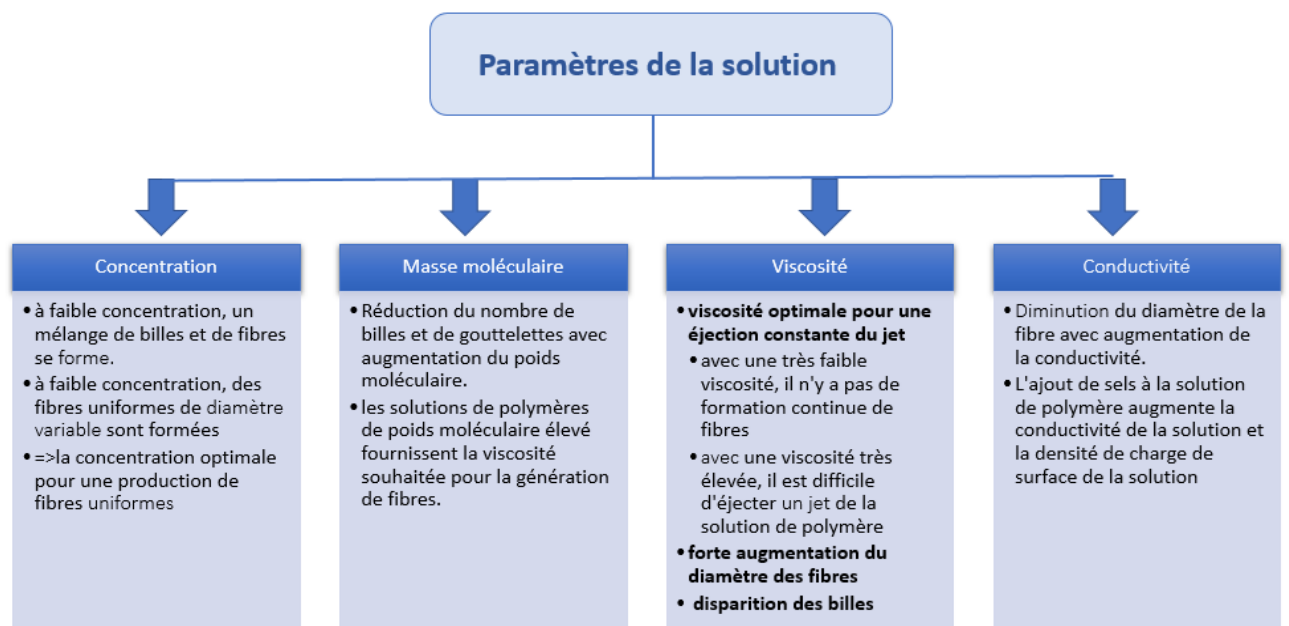 Paramètres de la solution
Concentration
• à faible concentration, un
mélange de billes et de fibres
se forme.
• à faible concentration, des
fibres uniformes de diamètre
variable sont formées
• =>la concentration optimale
pour une production de
fibres uniformes
Masse moléculaire
• Réduction du nombre de
billes et de gouttelettes avec
augmentation du poids
moléculaire.
• les solutions de polymères
de poids moléculaire élevé
fournissent la viscosité
souhaitée pour la génération
de fibres.
Viscosité
• viscosité optimale pour une
éjection constante du jet
• avec une très faible
viscosité, il n'y a pas de
formation continue de
fibres
• avec une viscosité très
élevée, il est difficile
d'éjecter un jet de la
solution de polymère
• forte augmentation du
diamètre des fibres
• disparition des billes
Conductivité
• Diminution du diamètre de la
fibre avec augmentation de
la conductivité.
• L'ajout de sels à la solution
de polymère augmente la
conductivité de la solution et
la densité de charge de
surface de la solution